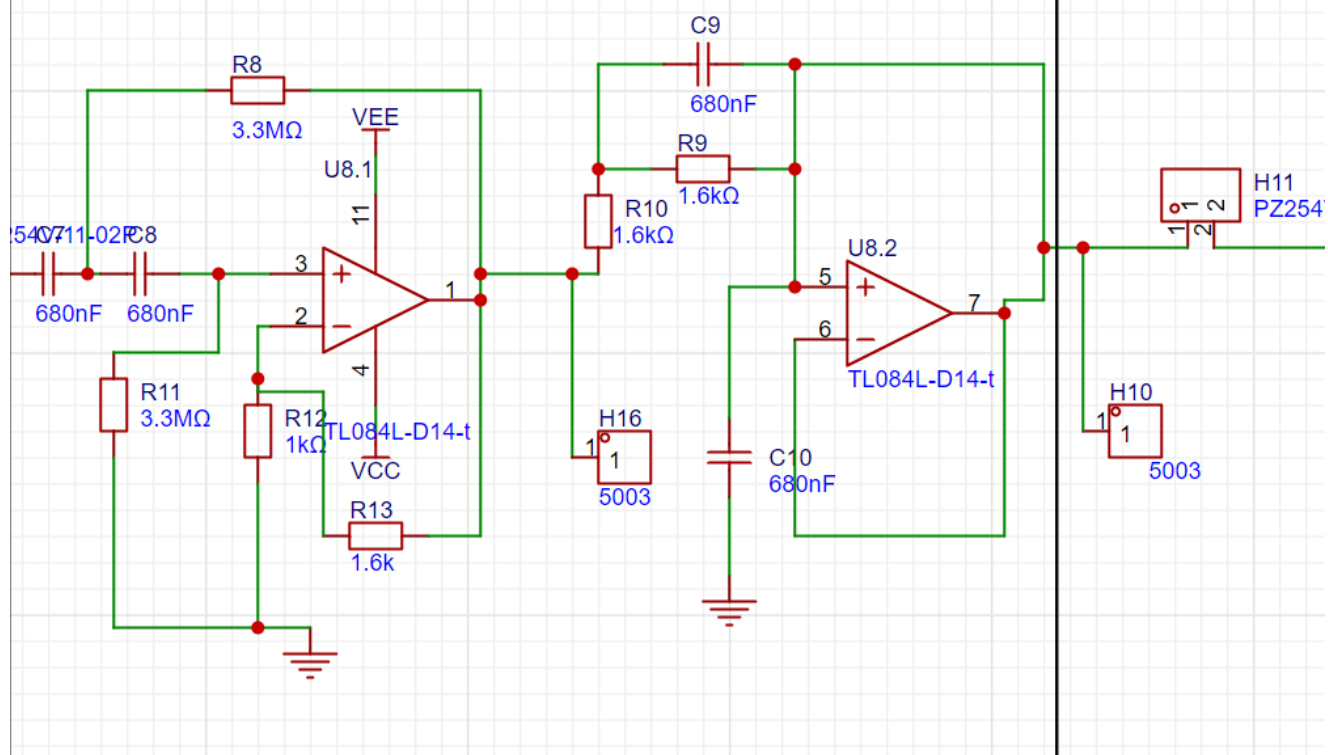 C9
680nF
R8
3.3MΩ
VEE
U8.1
11
R9
1.6kΩ
R10
1.6kΩ
H11
PZ254
1
2
1
2
C7
C8
680nF
680nF
3
2
1
4
U8.2
5
6
7
TL084L-D14-t
R11
3.3MΩ
R12
1kΩ
TL084L-D14-t
VCC
R13
1.6k
H16
1
1
5003
C10
680nF
H10
1
1
5003